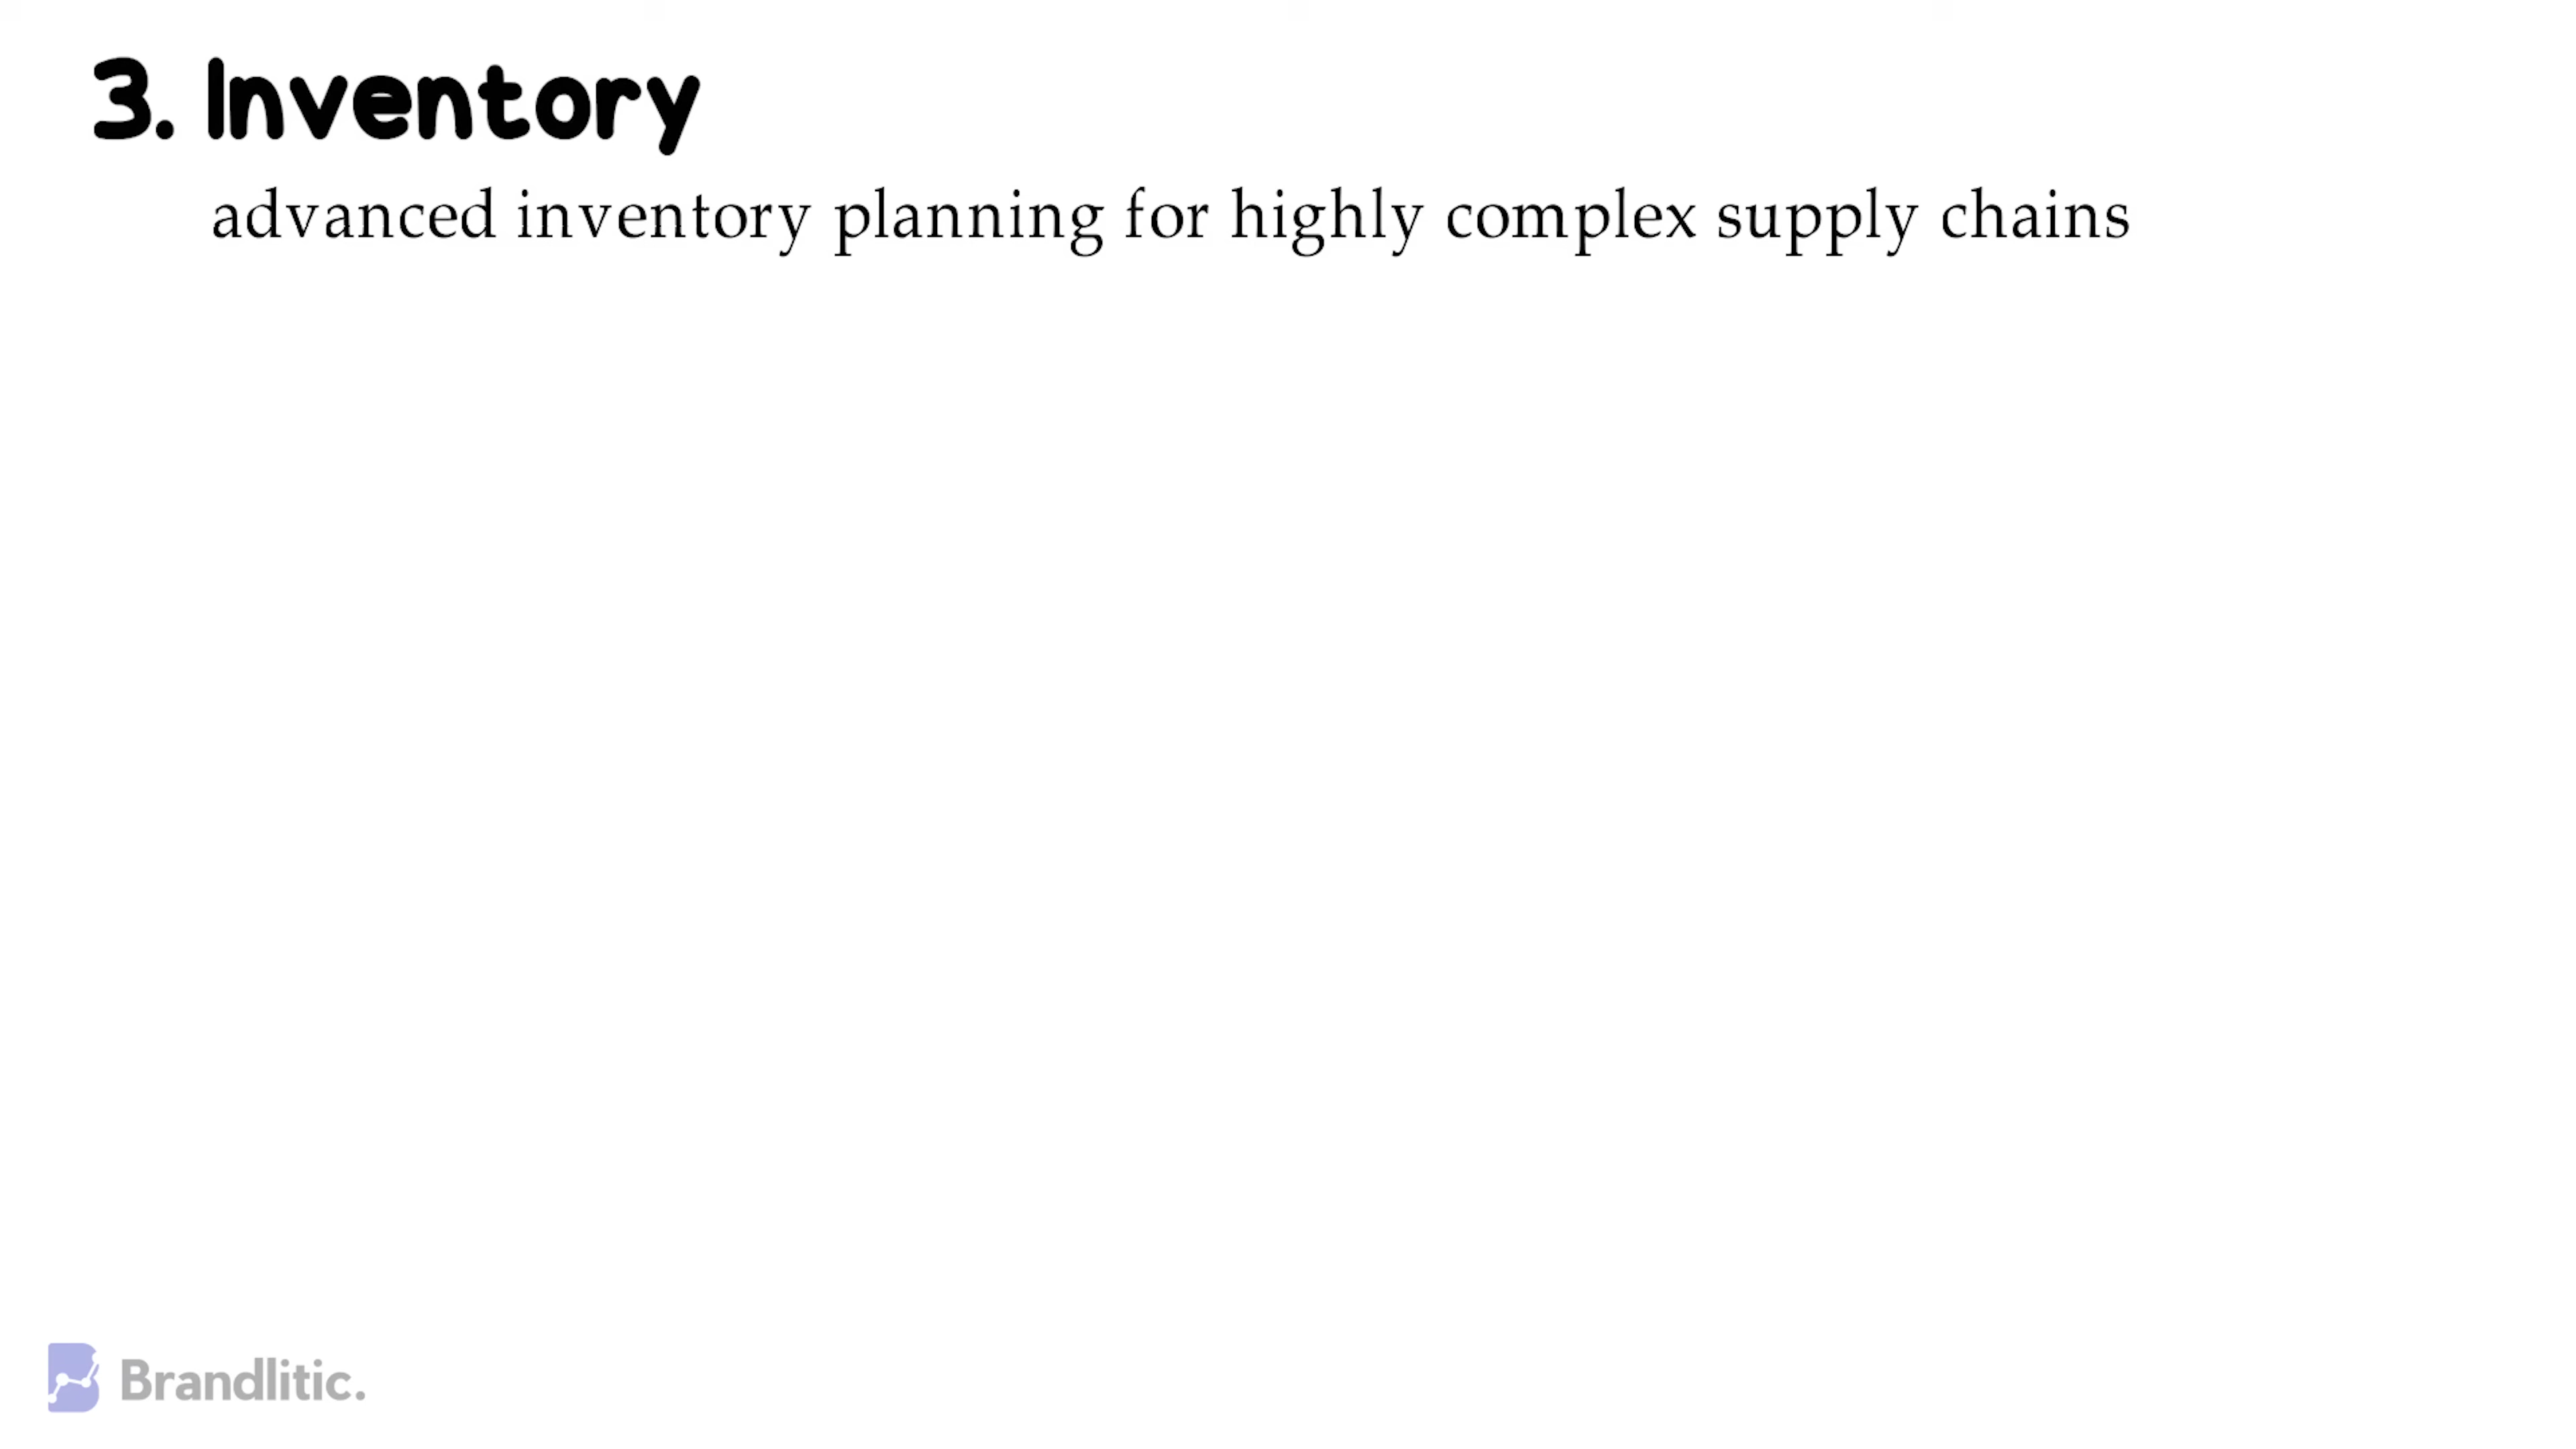 3. Inventory
advanced inventory planning for highly complex supply chains
Brandlitic.